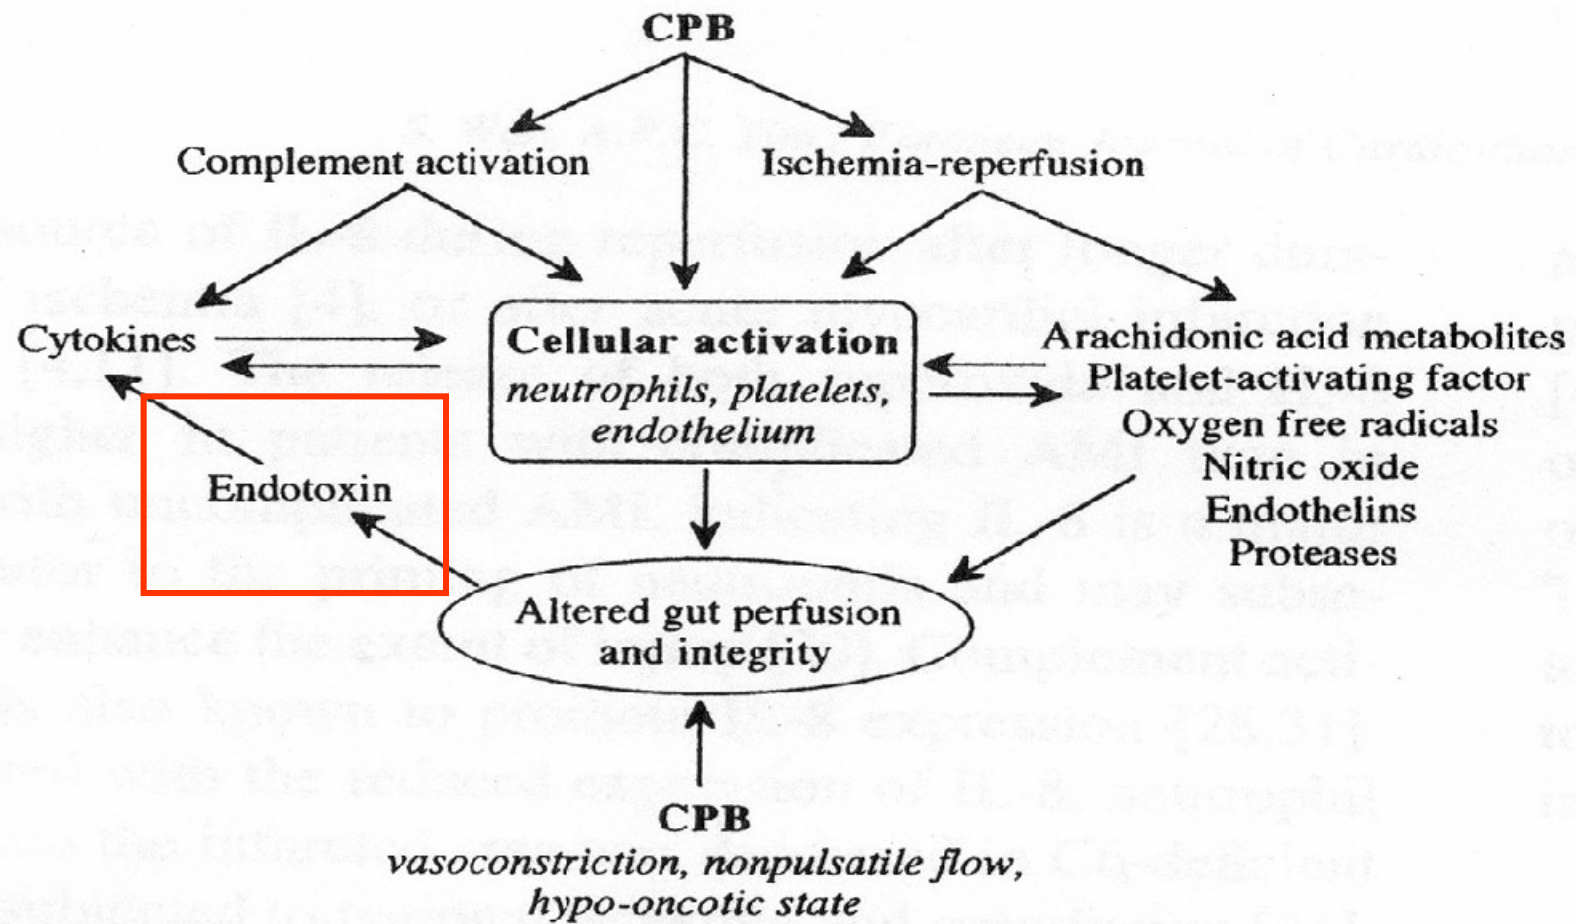 CPB
Complement activation
Ischemia-reperfusion
Cytokines
Cellular activation
neutrophils, platelets,
endothelium
Arachidonic acid metabolites
Platelet-activating factor
Oxygen free radicals
Nitric oxide
Endothelins
Proteases
Endotoxin
Altered gut perfusion
and integrity
CPB
vasoconstriction, nonpulsatile flow,
hypo-oncotic state